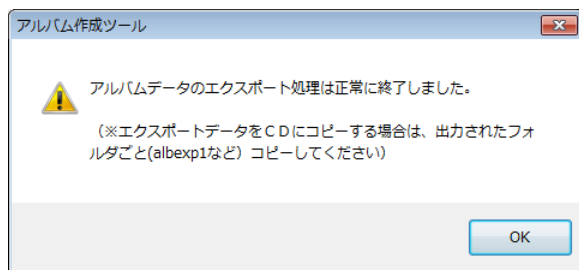 アルバム作成ツール
アルバムデータのエクスポート処理は正常に終了しました。
（※エクスポートデータをＣＤにコピーする場合は、出力されたフォ
ルダごと(albexp1など）コピーしてください）
OK